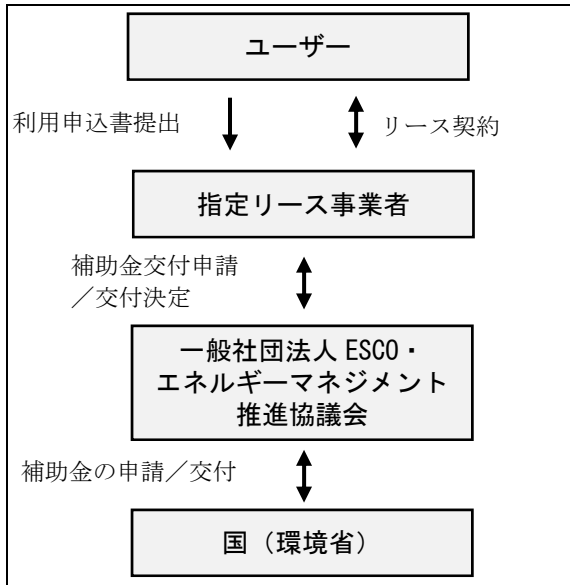 ユーザー
利用申込書提出
リース契約
指定リース事業者
補助金交付申請
／交付決定
一般社団法人 ESCO・
エネルギーマネジメント
推進協議会
補助金の申請／交付
国（環境省）